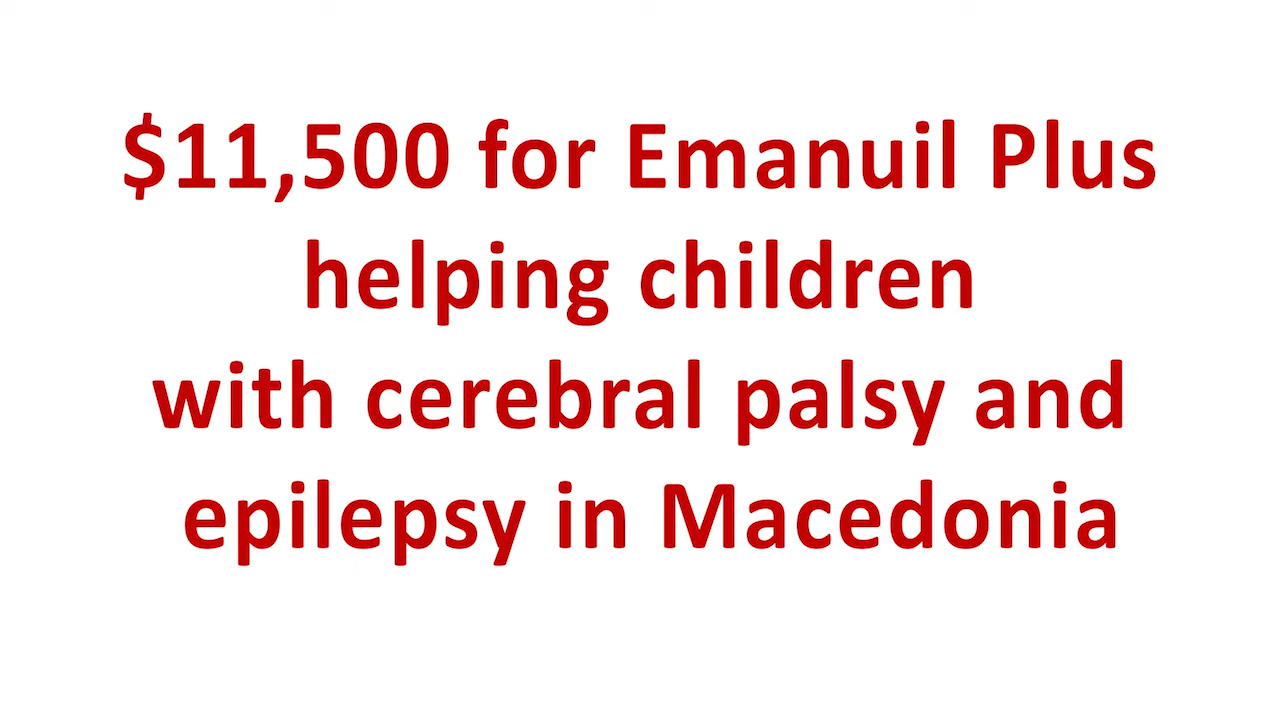 $11,500 for Emanuil Plus
helping children
with cerebral palsy and
epilepsy in Macedonia